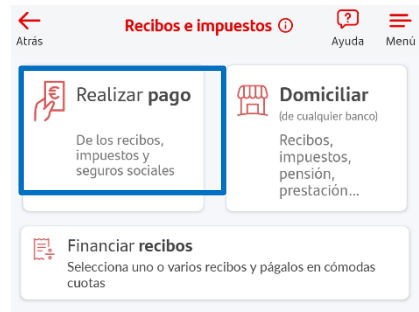 Recibos e impuestos
Atrás
Ayuda
Menú
Realizar pago
De los recibos,
impuestos y
seguros sociales
Domiciliar
(de cualquier banco)
Recibos,
impuestos,
pensión,
prestación...
Financiar recibos
Selecciona uno o varios recibos y págalos en cómodas
cuotas